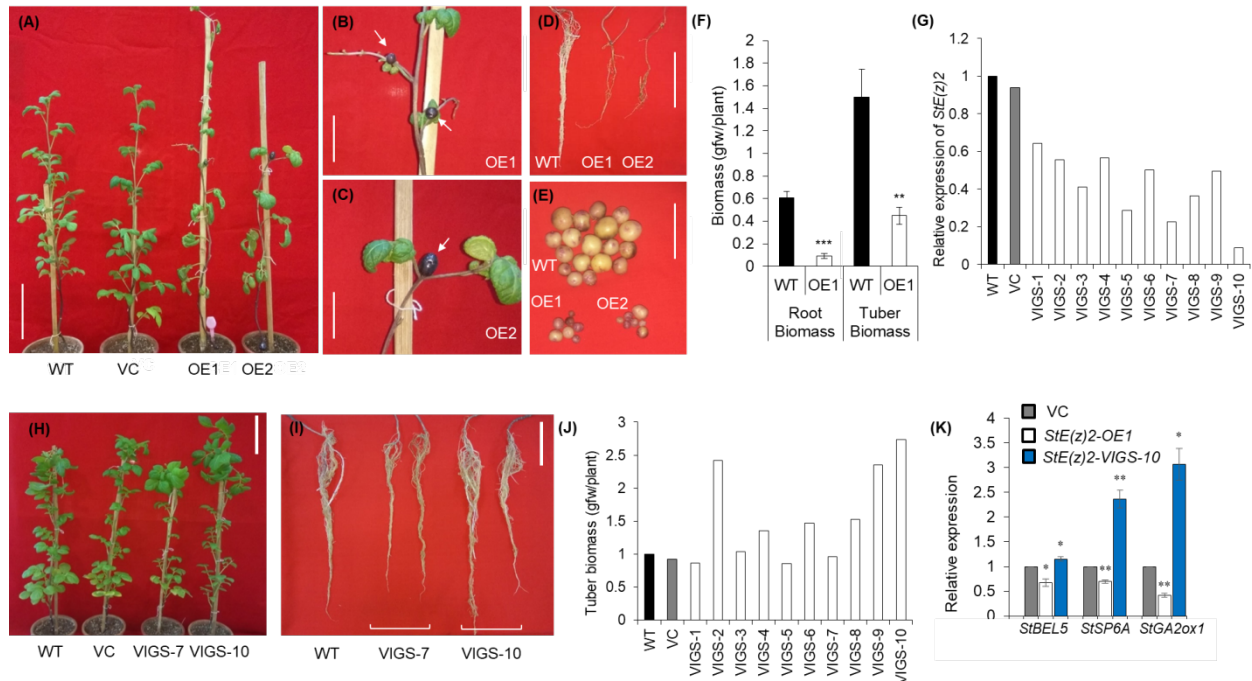 (A)
WT
VC
OE1
OE2
(B)
OE1
(C)
OE2
(D)
WT
OE1
OE2
(E)
WT
OE1
OE2
(F)
Biomass (gfw/plant)
2
1.8
1.6
1.4
1.2
1
0.8
0.6
0.4
0.2
0
***
**
WT
OE1
WT
OE1
Root
Biomass
Tuber
Biomass
(G)
Relative expression of StE(z)2
1.2
1
0.8
0.6
0.4
0.2
0
WT
VC
VIGS-1
VIGS-2
VIGS-3
VIGS-4
VIGS-5
VIGS-6
VIGS-7
VIGS-8
VIGS-9
VIGS-10
(H)
WT
VC
VIGS-7
VIGS-10
(I)
WT
VIGS-7
VIGS-10
(J)
Tuber biomass (gfw/plant)
3
2.5
2
1.5
1
0.5
0
WT
VC
VIGS-1
VIGS-2
VIGS-3
VIGS-4
VIGS-5
VIGS-6
VIGS-7
VIGS-8
VIGS-9
VIGS-10
(K)
VC
StE(z)2-OE1
StE(z)2-VIGS-10
Relative expression
4
3.5
3
2.5
2
1.5
1
0.5
0
*
*
**
**
**
*
StBEL5
StSP6A
StGA2ox1